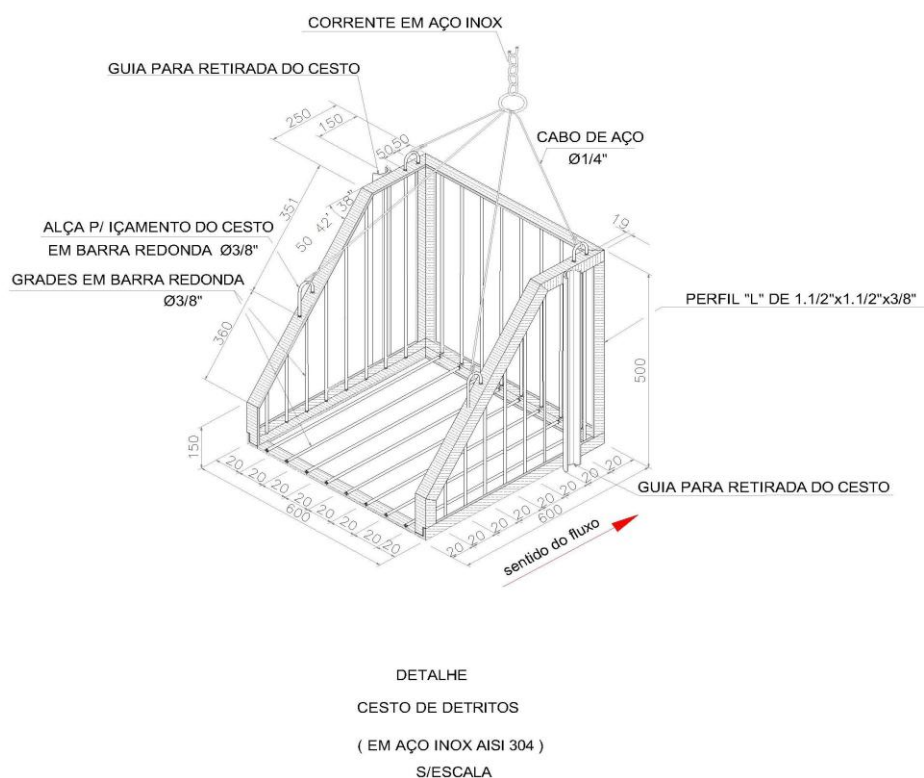 CORRENTE EM AÇO INOX
GUIA PARA RETIRADA DO CESTO
250
150
50
50
CABO DE AÇO
Ø1/4"
351
50 42' 38"
19
ALÇA P/ IÇAMENTO DO CESTO
EM BARRA REDONDA Ø3/8"
GRADES EM BARRA REDONDA
Ø3/8"
PERFIL "L" DE 1.1/2"x1.1/2"x3/8"
360
500
150
GUIA PARA RETIRADA DO CESTO
20 20 20 20 20 20 20 20
600
20 20 20 20 20 20 20 20
600
sentido do fluxo
DETALHE
CESTO DE DETRITOS
( EM AÇO INOX AISI 304 )
S/ESCALA